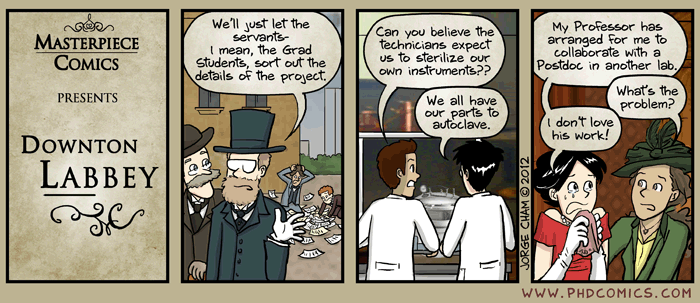 MASTERPIECE
COMICS
PRESENTS
DOWNTON
LABBEY
We'll just let the
servants-
I mean, the Grad
Students, sort out the
details of the project.
Can you believe the
technicians expect
us to sterilize our
own instruments??
We all have
our parts to
autoclave.
My Professor has
arranged for me to
collaborate with a
Postdoc in another lab.
What's the
problem?
I don't love
his work!
JORGE CHAM © 2012
WWW.PHDCOMICS.COM